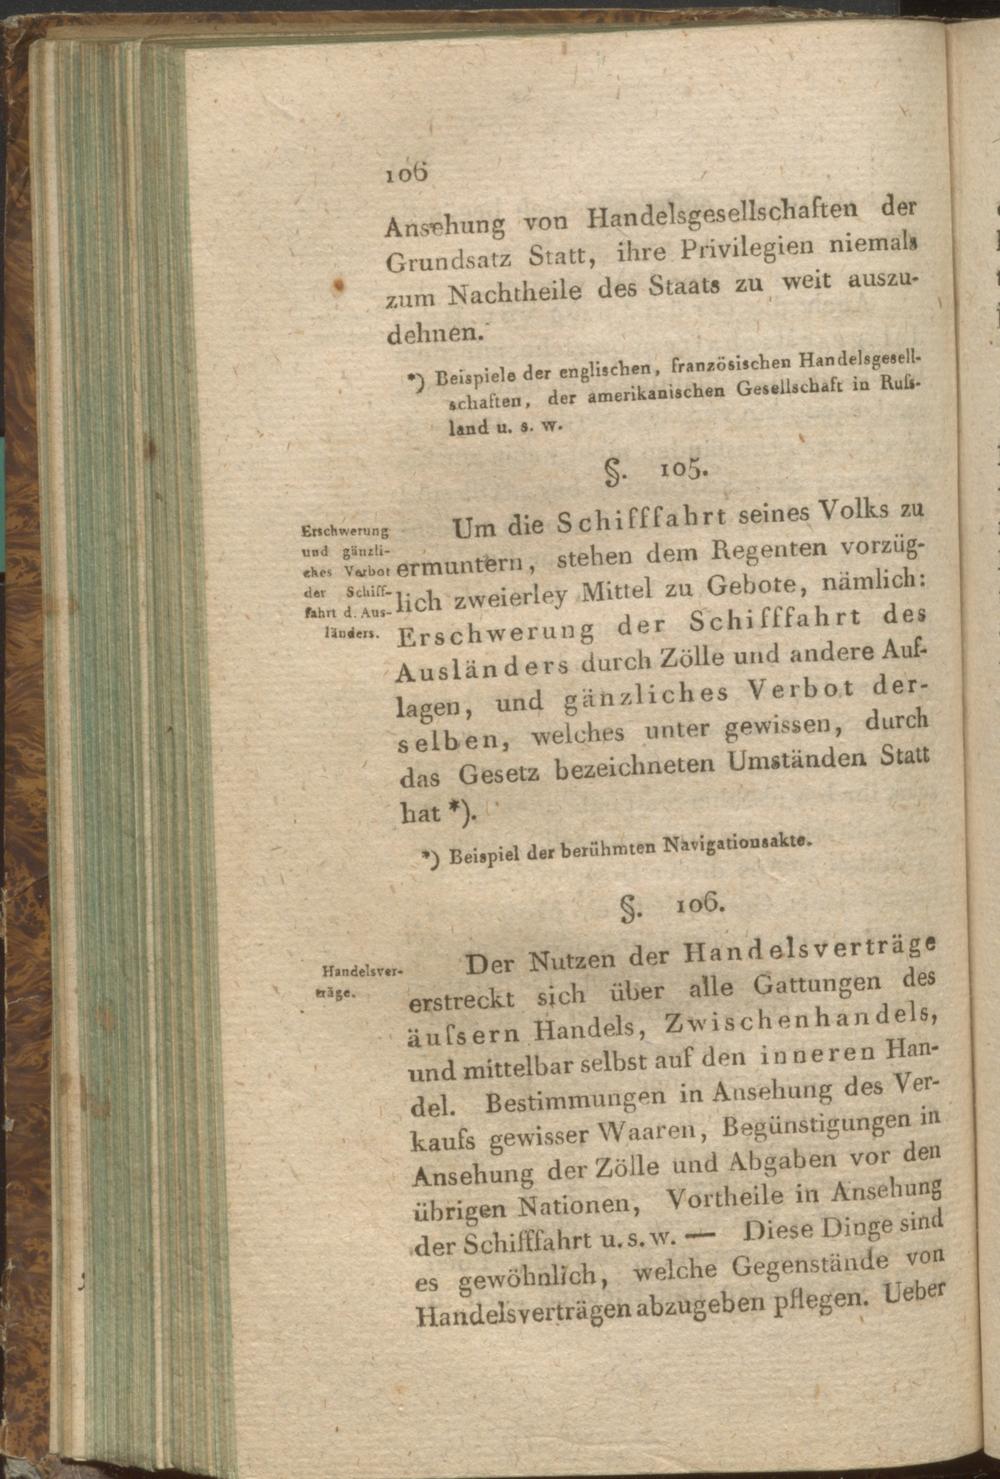 106
Ansehung von Handelsgesellschaften der
Grundsatz Statt, ihre Privilegien niemals
zum Nachtheile des Staats zu weit auszu-
dehnen.
*) Beispiele der englischen, französischen Handelsgesell-
schaften, der amerikanischen Gesellschaft in Ruſs-
land u. s. w.
§. 105.
Erschwerung
und gänzli-
ches Verbot
der Schiff-
fahrt d. Aus-
länders.
Um die Schifffahrt seines Volks zu
ermuntern, stehen dem Regenten vorzüg-
lich zweierley Mittel zu Gebote, nämlich:
Erschwerung der Schifffahrt des
Ausländers durch Zölle und andere Auf-
lagen, und gänzliches Verbot der-
selben, welches unter gewissen, durch
das Gesetz bezeichneten Umständen Statt
hat *).
*) Beispiel der berühmten Navigationsakte.
§. 106.
Handelsver-
träge.
Der Nutzen der Handelsverträge
erstreckt sich über alle Gattungen des
äuſsern Handels, Zwischenhandels,
und mittelbar selbst auf den inneren Han-
del. Bestimmungen in Ansehung des Ver-
kaufs gewisser Waaren, Begünstigungen in
Ansehung der Zölle und Abgaben vor den
übrigen Nationen, Vortheile in Ansehung
der Schifffahrt u. s. w. — Diese Dinge sind
es gewöhnlich, welche Gegenstände von
Handelsverträgen abzugeben pflegen. Ueber